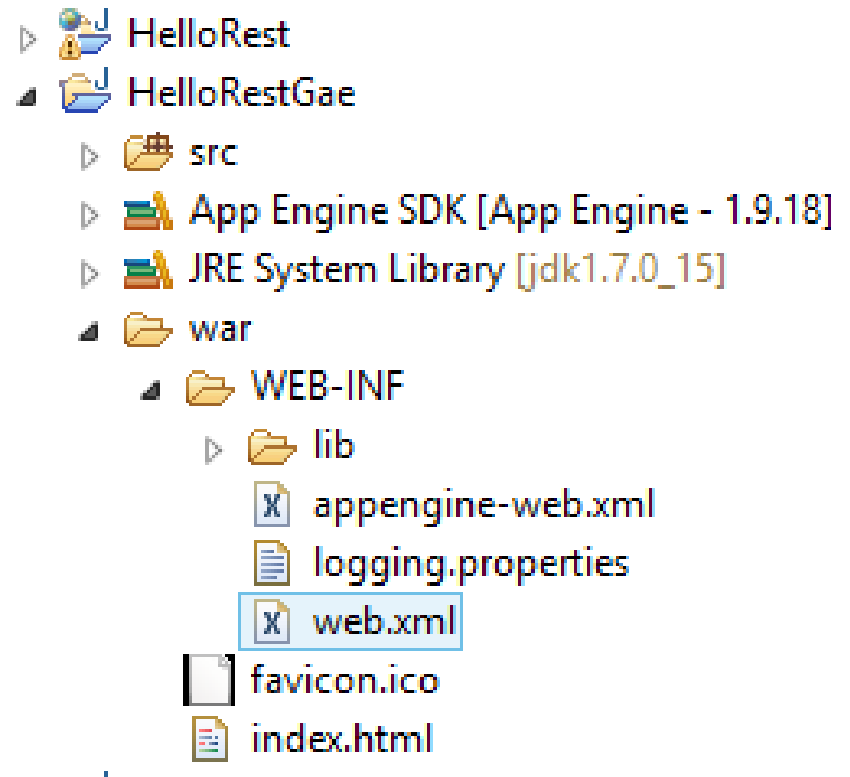 HelloRest
HelloRestGae
src
App Engine SDK [App Engine - 1.9.18]
JRE System Library [jdk1.7.0_15]
war
WEB-INF
lib
appengine-web.xml
logging.properties
web.xml
favicon.ico
index.html